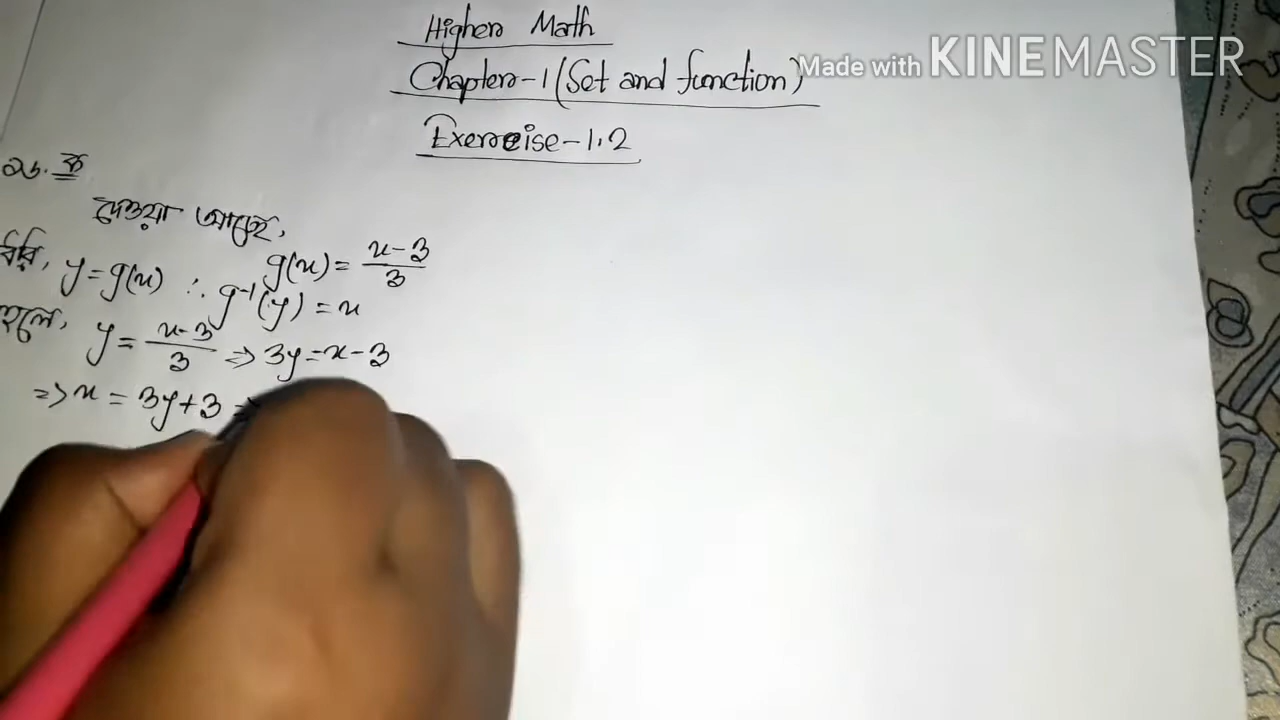 Higher Math
Made with KINEMASTER
Chapter-1 (Set and function)
Exercise-1.2
২৬. ক
দেওয়া আছে,
g(x) = x-3/3
ধরি, y = g(x) ∴ g⁻¹(y) = x
হলে, y = x-3/3 => 3y = x-3
=> x = 3y+3 =>